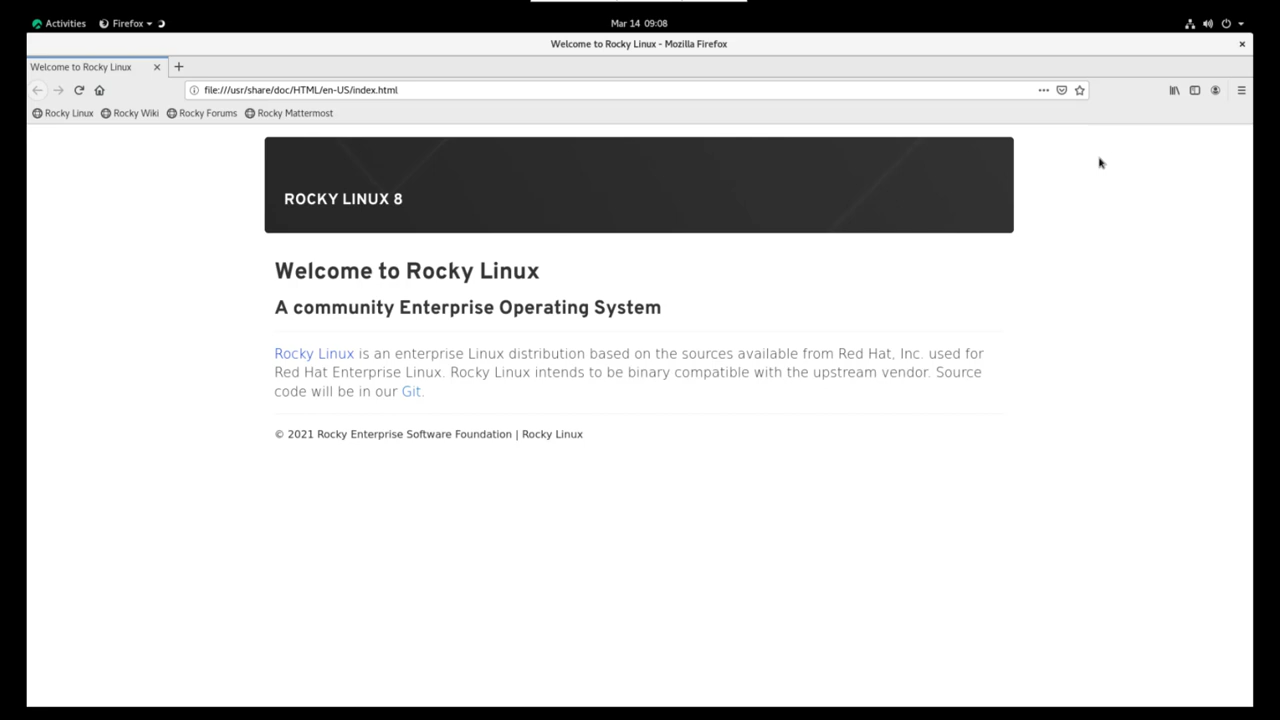 Activities Firefox Mar 14 09:08
Welcome to Rocky Linux - Mozilla Firefox
Welcome to Rocky Linux
file:///usr/share/doc/HTML/en-US/index.html
Rocky Linux Rocky Wiki Rocky Forums Rocky Mattermost
ROCKY LINUX 8
Welcome to Rocky Linux
A community Enterprise Operating System
Rocky Linux is an enterprise Linux distribution based on the sources available from Red Hat, Inc. used for
Red Hat Enterprise Linux. Rocky Linux intends to be binary compatible with the upstream vendor. Source
code will be in our Git.
© 2021 Rocky Enterprise Software Foundation | Rocky Linux